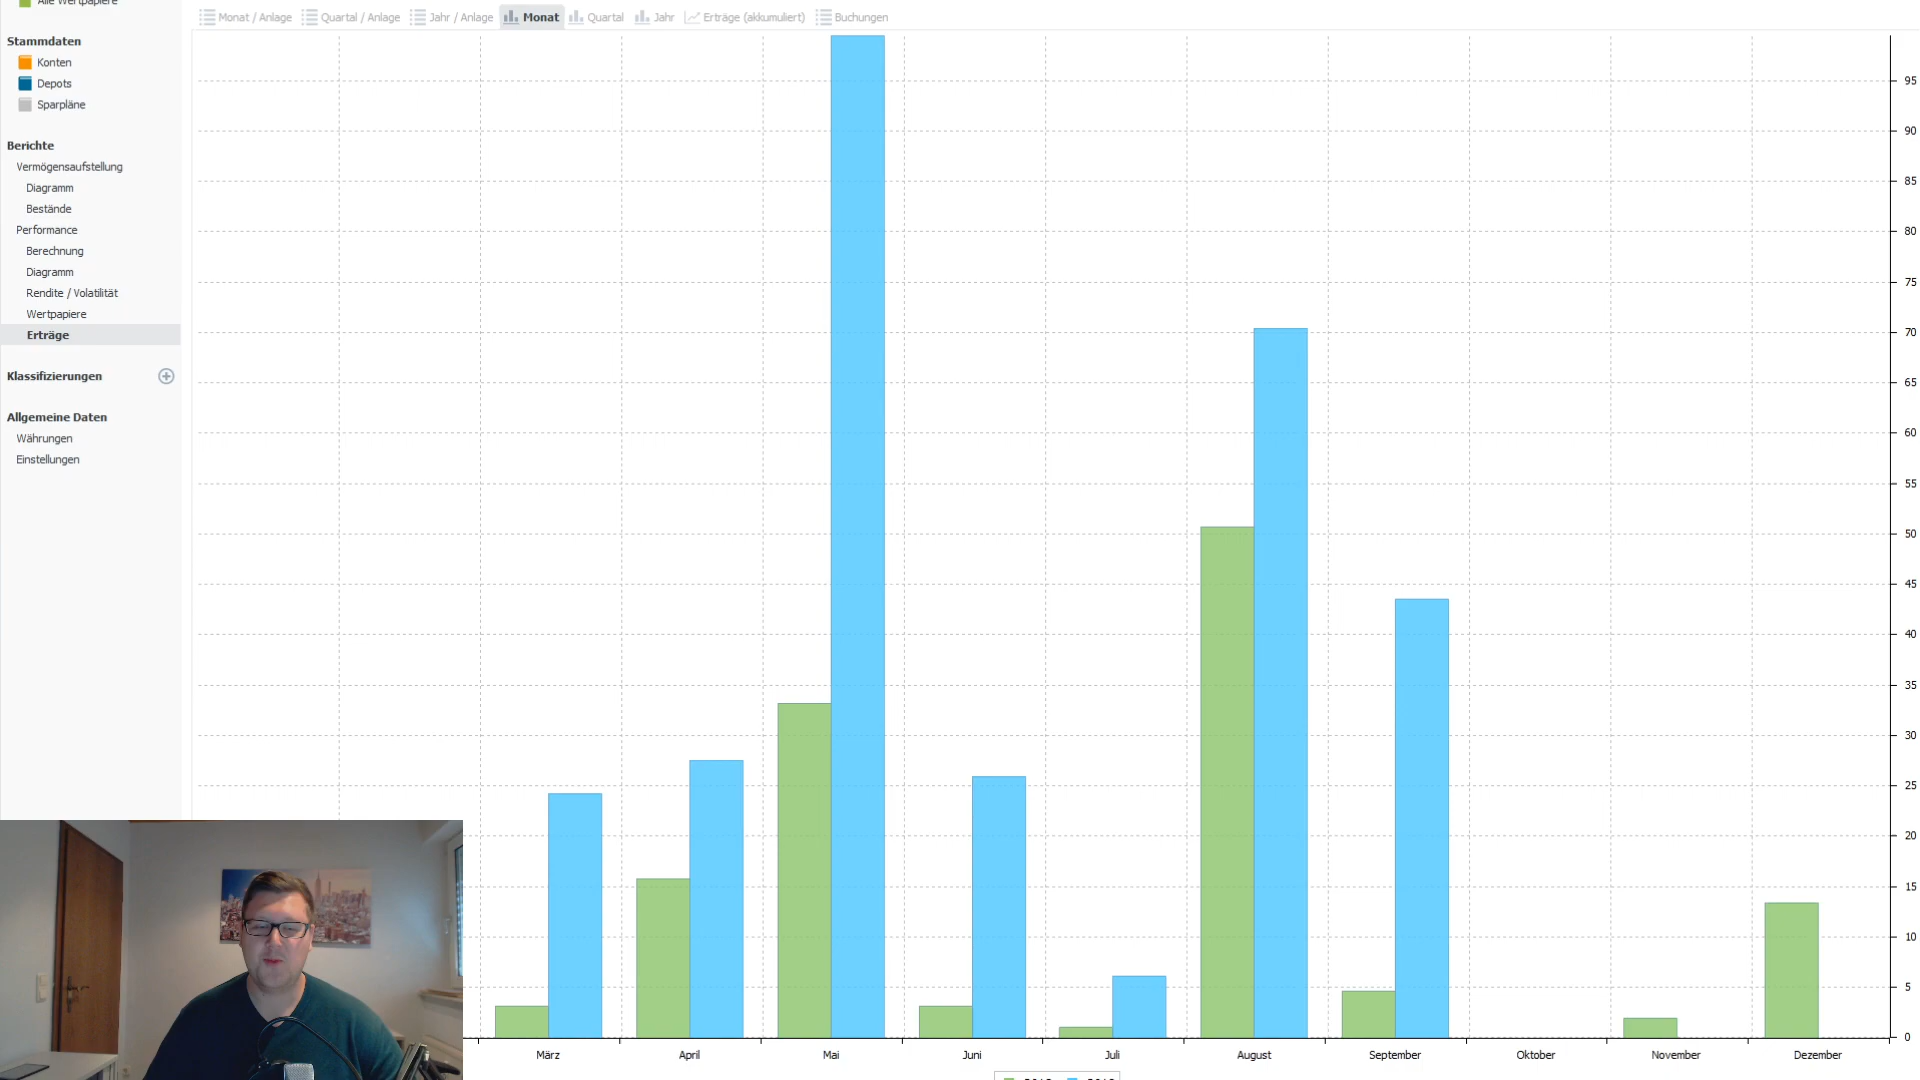 Alle Wertpapiere
Stammdaten
Konten
Depots
Sparpläne
Berichte
Vermögensaufstellung
Diagramm
Bestände
Performance
Berechnung
Diagramm
Rendite / Volatilität
Wertpapiere
Erträge
Klassifizierungen
Allgemeine Daten
Währungen
Einstellungen
Monat / Anlage Quartal / Anlage Jahr / Anlage Monat Quartal Jahr Erträge (akkumuliert) Buchungen
95
90
85
80
75
70
65
60
55
50
45
40
35
30
25
20
15
10
5
0
März April Mai Juni Juli August September Oktober November Dezember